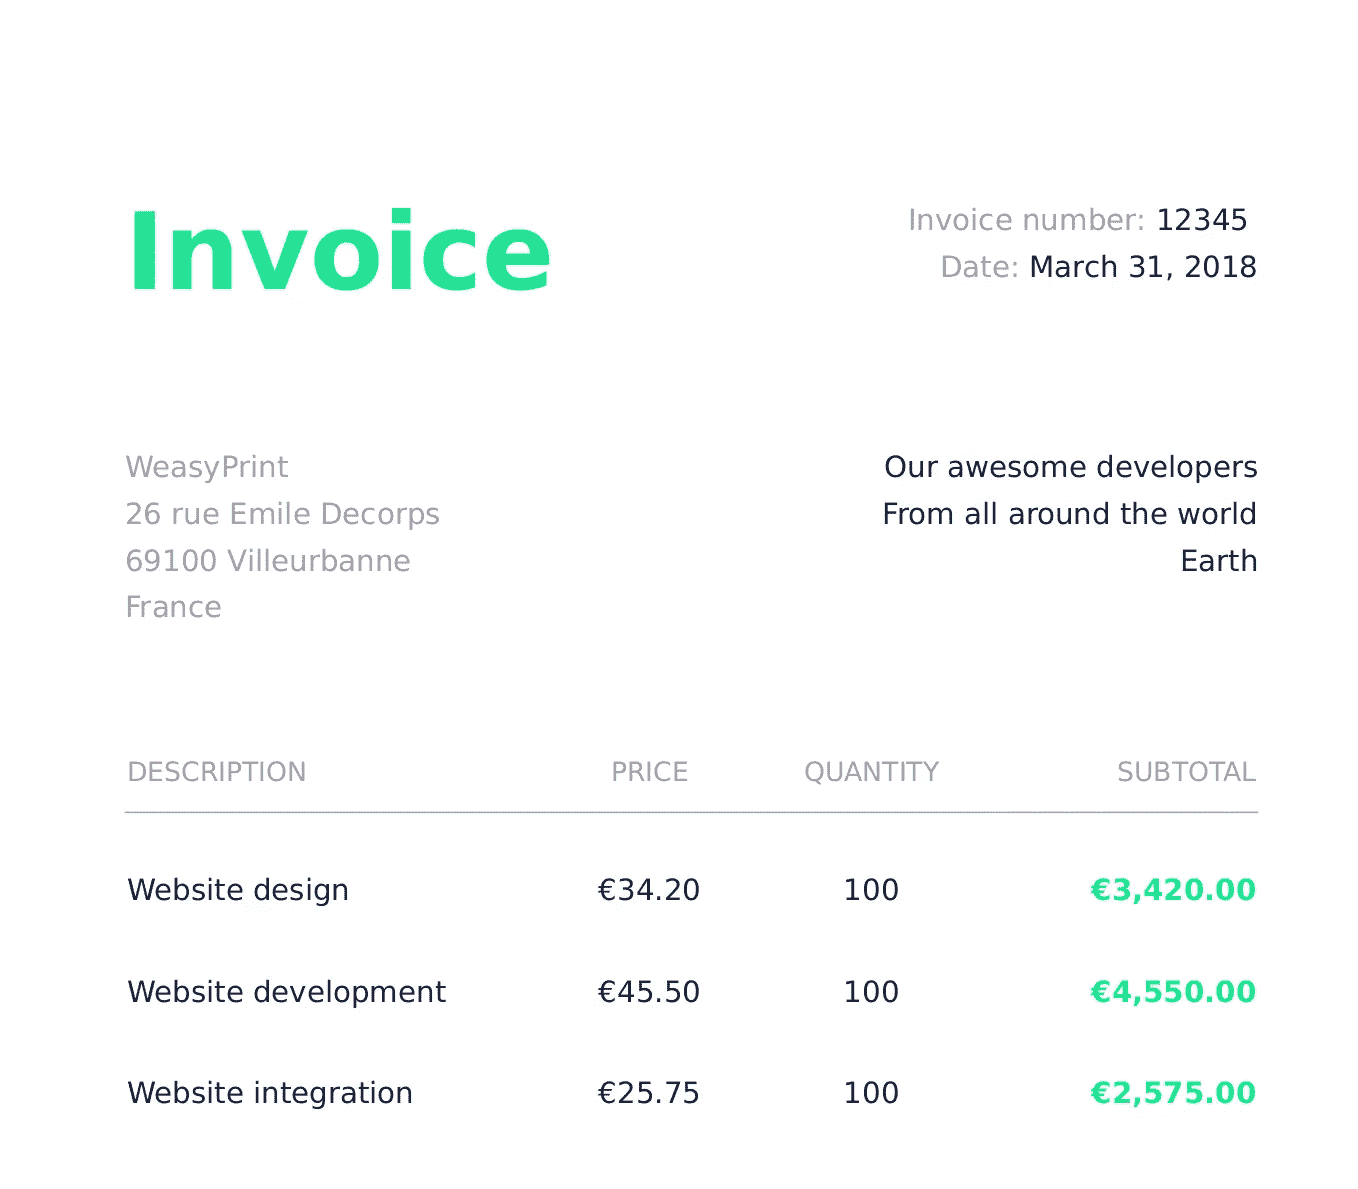 Invoice
Invoice number: 12345
Date: March 31, 2018
WeasyPrint
26 rue Emile Decorps
69100 Villeurbanne
France
Our awesome developers
From all around the world
Earth
DESCRIPTION PRICE QUANTITY SUBTOTAL
Website design €34.20 100 €3,420.00
Website development €45.50 100 €4,550.00
Website integration €25.75 100 €2,575.00